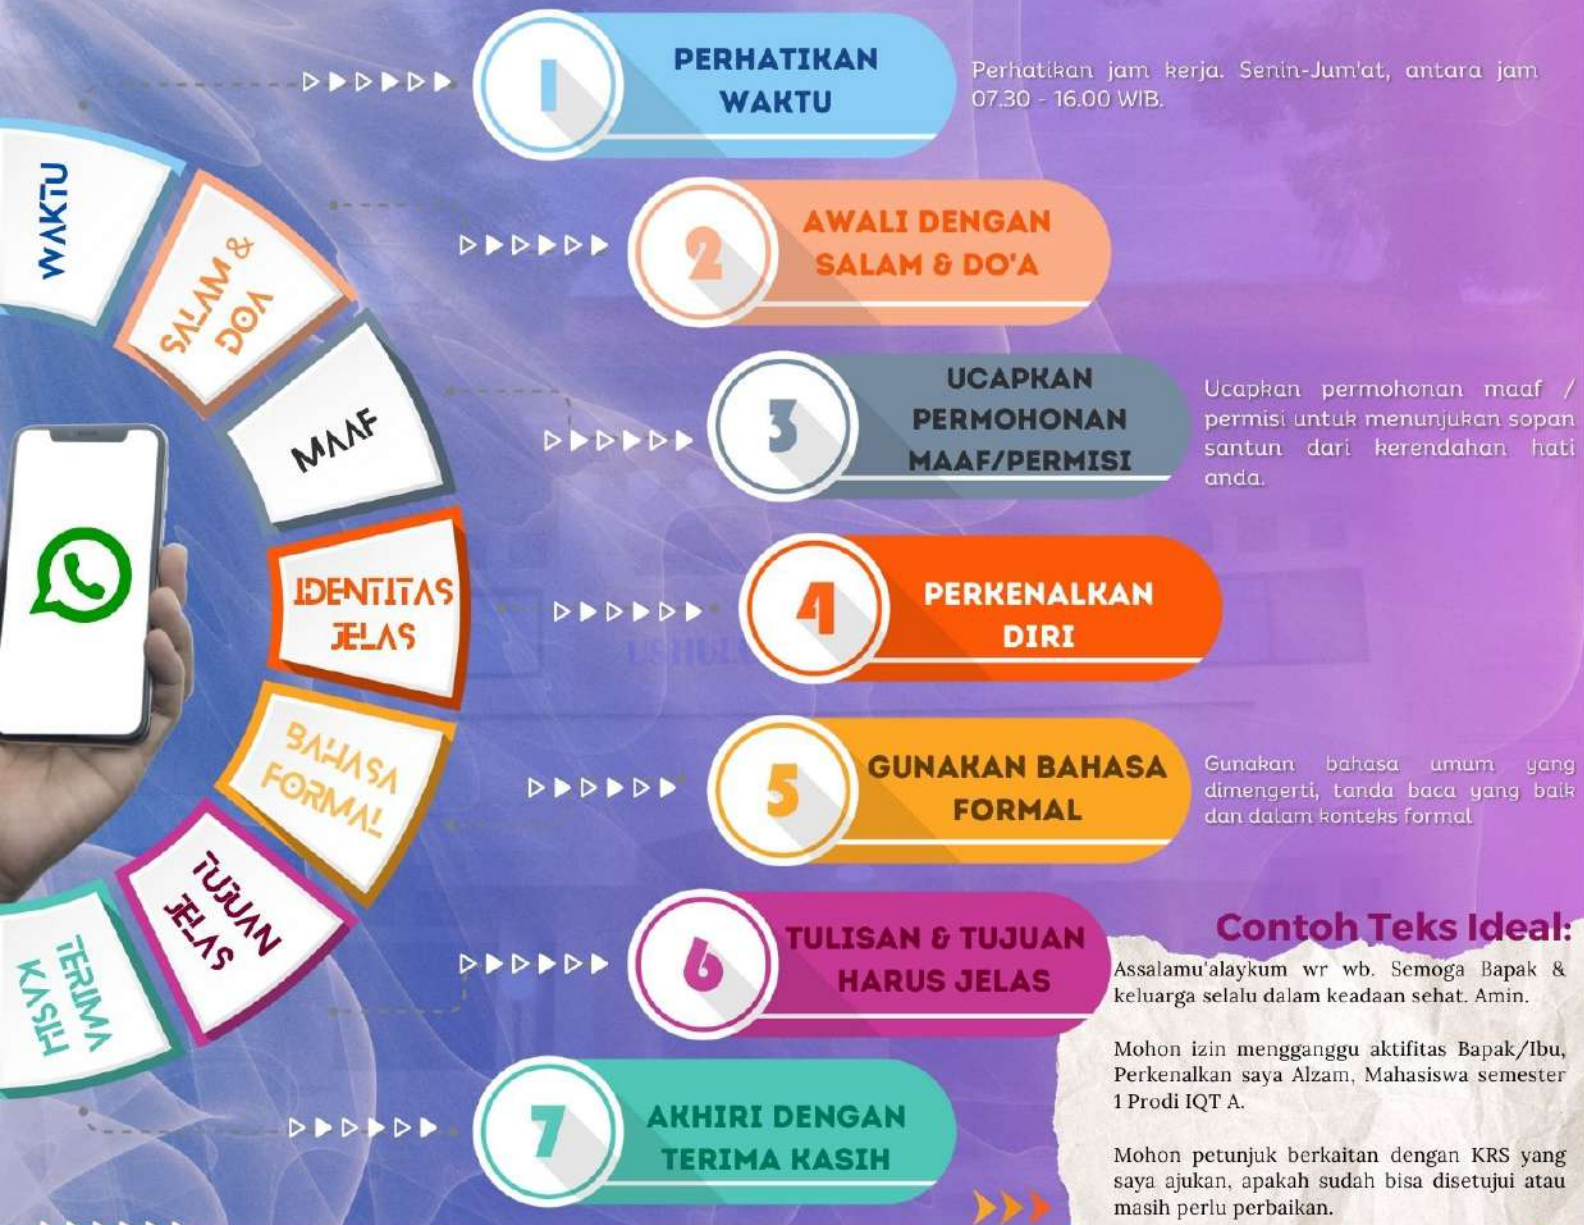 WAKTU
SALAM &
DOA
MAAF
IDENTITAS
JELAS
BAHASA
FORMAL
TUJUAN
JELAS
TERIMA
KASIH
1
PERHATIKAN
WAKTU
Perhatikan jam kerja. Senin-Jum'at, antara jam
07.30 - 16.00 WIB.
2
AWALI DENGAN
SALAM & DO'A
3
UCAPKAN
PERMOHONAN
MAAF/PERMISI
Ucapkan permohonan maaf /
permisi untuk menunjukan sopan
santun dari kerendahan hati
anda.
4
PERKENALKAN
DIRI
5
GUNAKAN BAHASA
FORMAL
Gunakan bahasa umum yang
dimengerti, tanda baca yang baik
dan dalam konteks formal
6
TULISAN & TUJUAN
HARUS JELAS
7
AKHIRI DENGAN
TERIMA KASIH
Contoh Teks Ideal:
Assalamu'alaykum wr wb. Semoga Bapak &
keluarga selalu dalam keadaan sehat. Amin.
Mohon izin mengganggu aktifitas Bapak/Ibu,
Perkenalkan saya Alzam, Mahasiswa semester
1 Prodi IQT A.
Mohon petunjuk berkaitan dengan KRS yang
saya ajukan, apakah sudah bisa disetujui atau
masih perlu perbaikan.